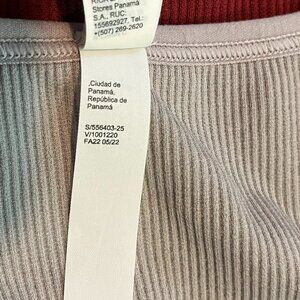 Stores Panamá
S.A., RUC.
155692927, Tel.
+(507) 269-2620
,Ciudad de
Panamá,
República de
Panamá
S/556403-25
V/1001220
FA22 05/22